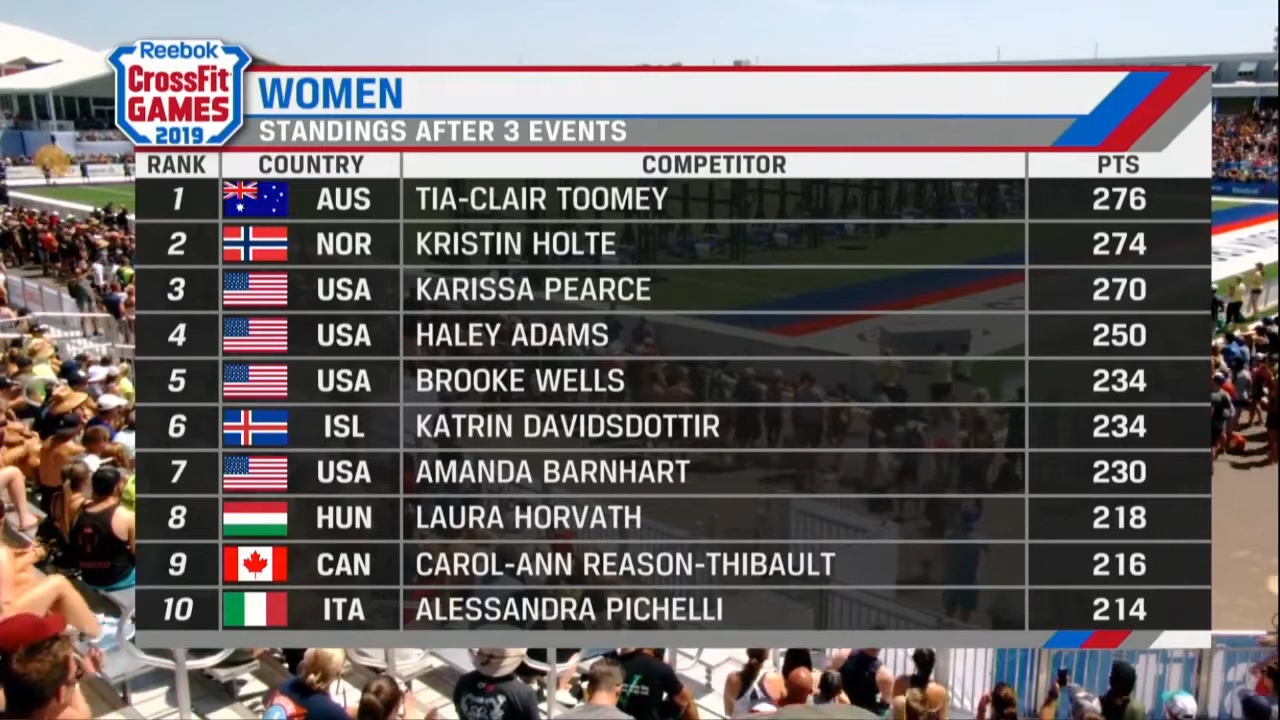 Reebok
CrossFit
GAMES
2019
WOMEN
STANDINGS AFTER 3 EVENTS
RANK COUNTRY COMPETITOR PTS
1 AUS TIA-CLAIR TOOMEY 276
2 NOR KRISTIN HOLTE 274
3 USA KARISSA PEARCE 270
4 USA HALEY ADAMS 250
5 USA BROOKE WELLS 234
6 ISL KATRIN DAVIDSDOTTIR 234
7 USA AMANDA BARNHART 230
8 HUN LAURA HORVATH 218
9 CAN CAROL-ANN REASON-THIBAULT 216
10 ITA ALESSANDRA PICHELLI 214